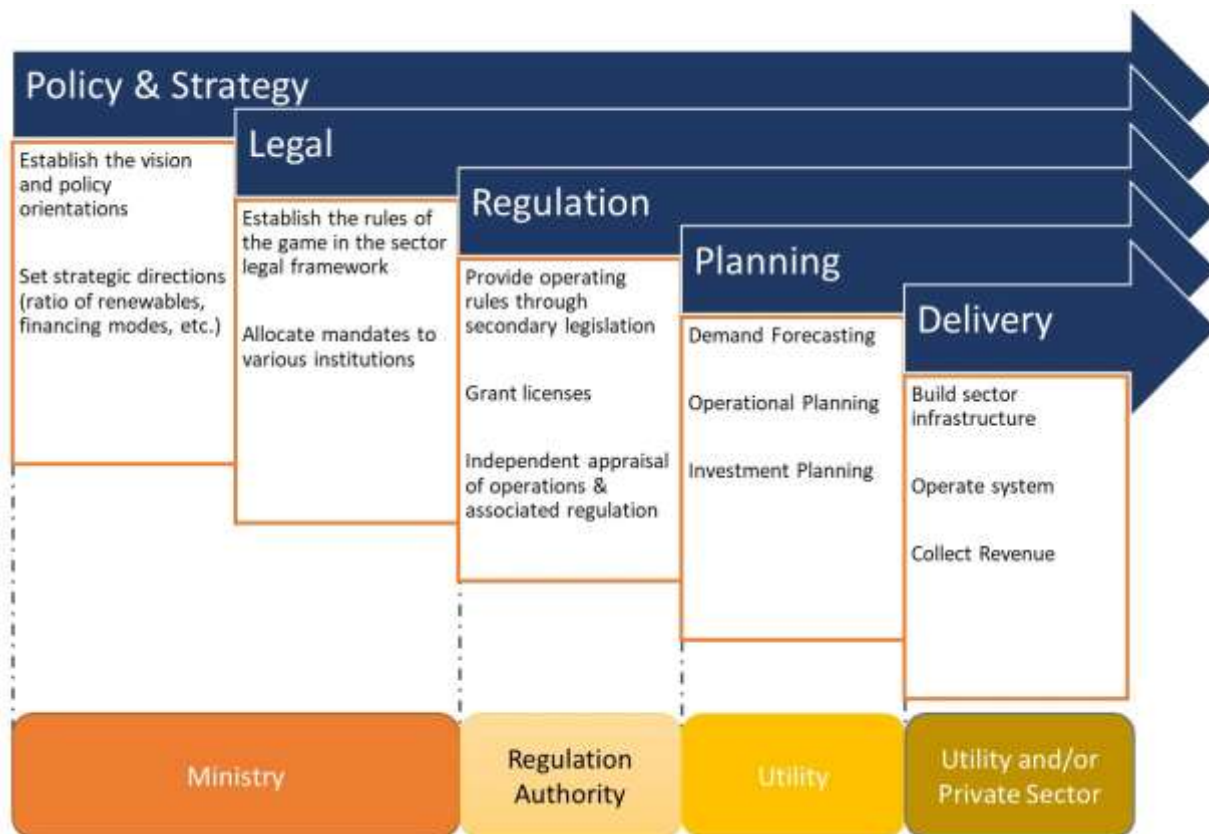 Policy & Strategy
Establish the vision
and policy
orientations
Set strategic directions
(ratio of renewables,
financing modes, etc.)
Legal
Establish the rules of
the game in the sector
legal framework
Allocate mandates to
various institutions
Regulation
Provide operating
rules through
secondary legislation
Grant licenses
Independent appraisal
of operations &
associated regulation
Planning
Demand Forecasting
Operational Planning
Investment Planning
Delivery
Build sector
infrastructure
Operate system
Collect Revenue
Ministry
Regulation
Authority
Utility
Utility and/or
Private Sector